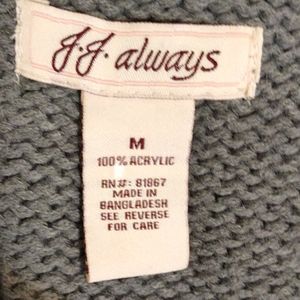 J.J. always
M
100% ACRYLIC
RN#: 81867
MADE IN
BANGLADESH
SEE REVERSE
FOR CARE